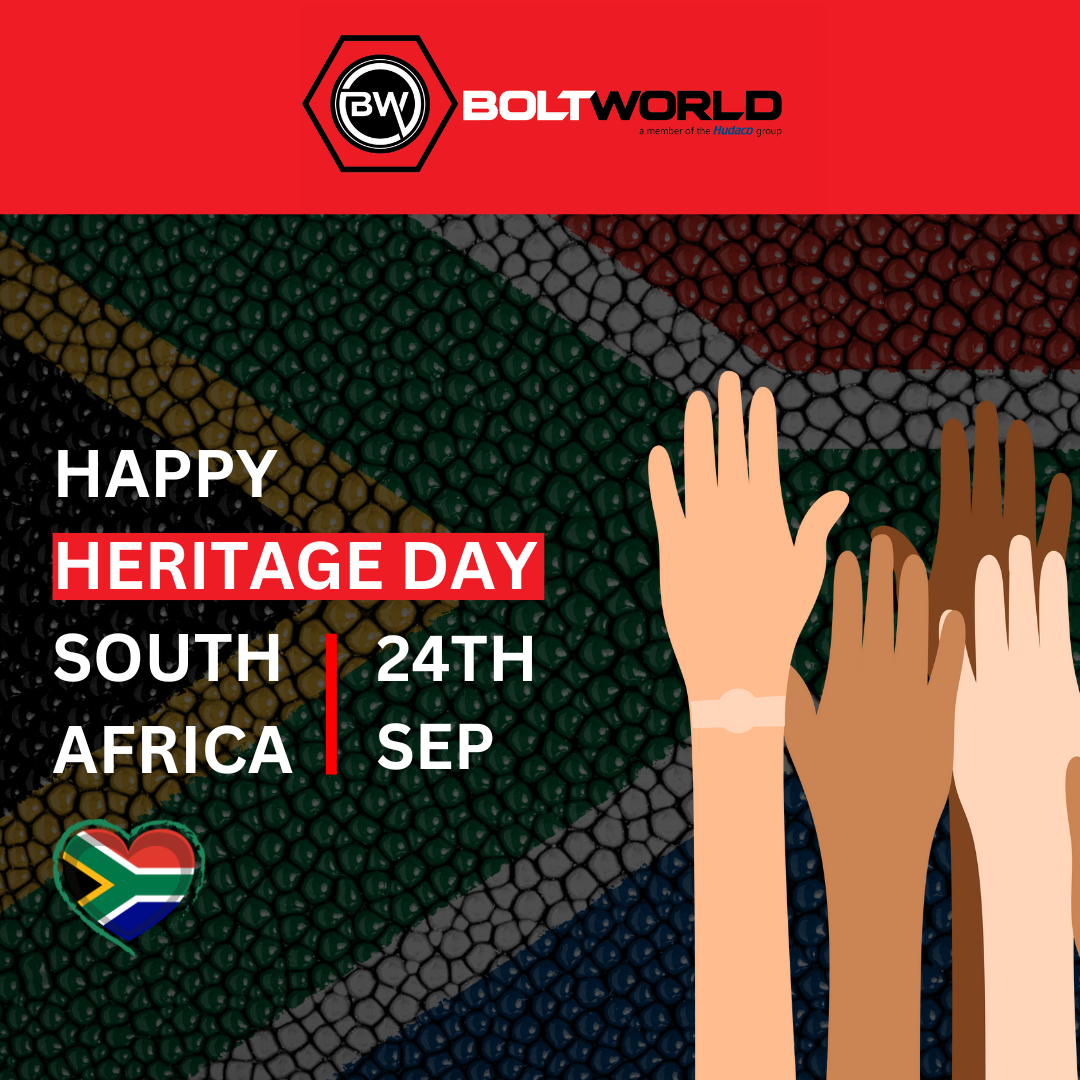 BW
BOLTWORLD
a member of the Hudaco group
HAPPY
HERITAGE DAY
SOUTH
AFRICA
24TH
SEP